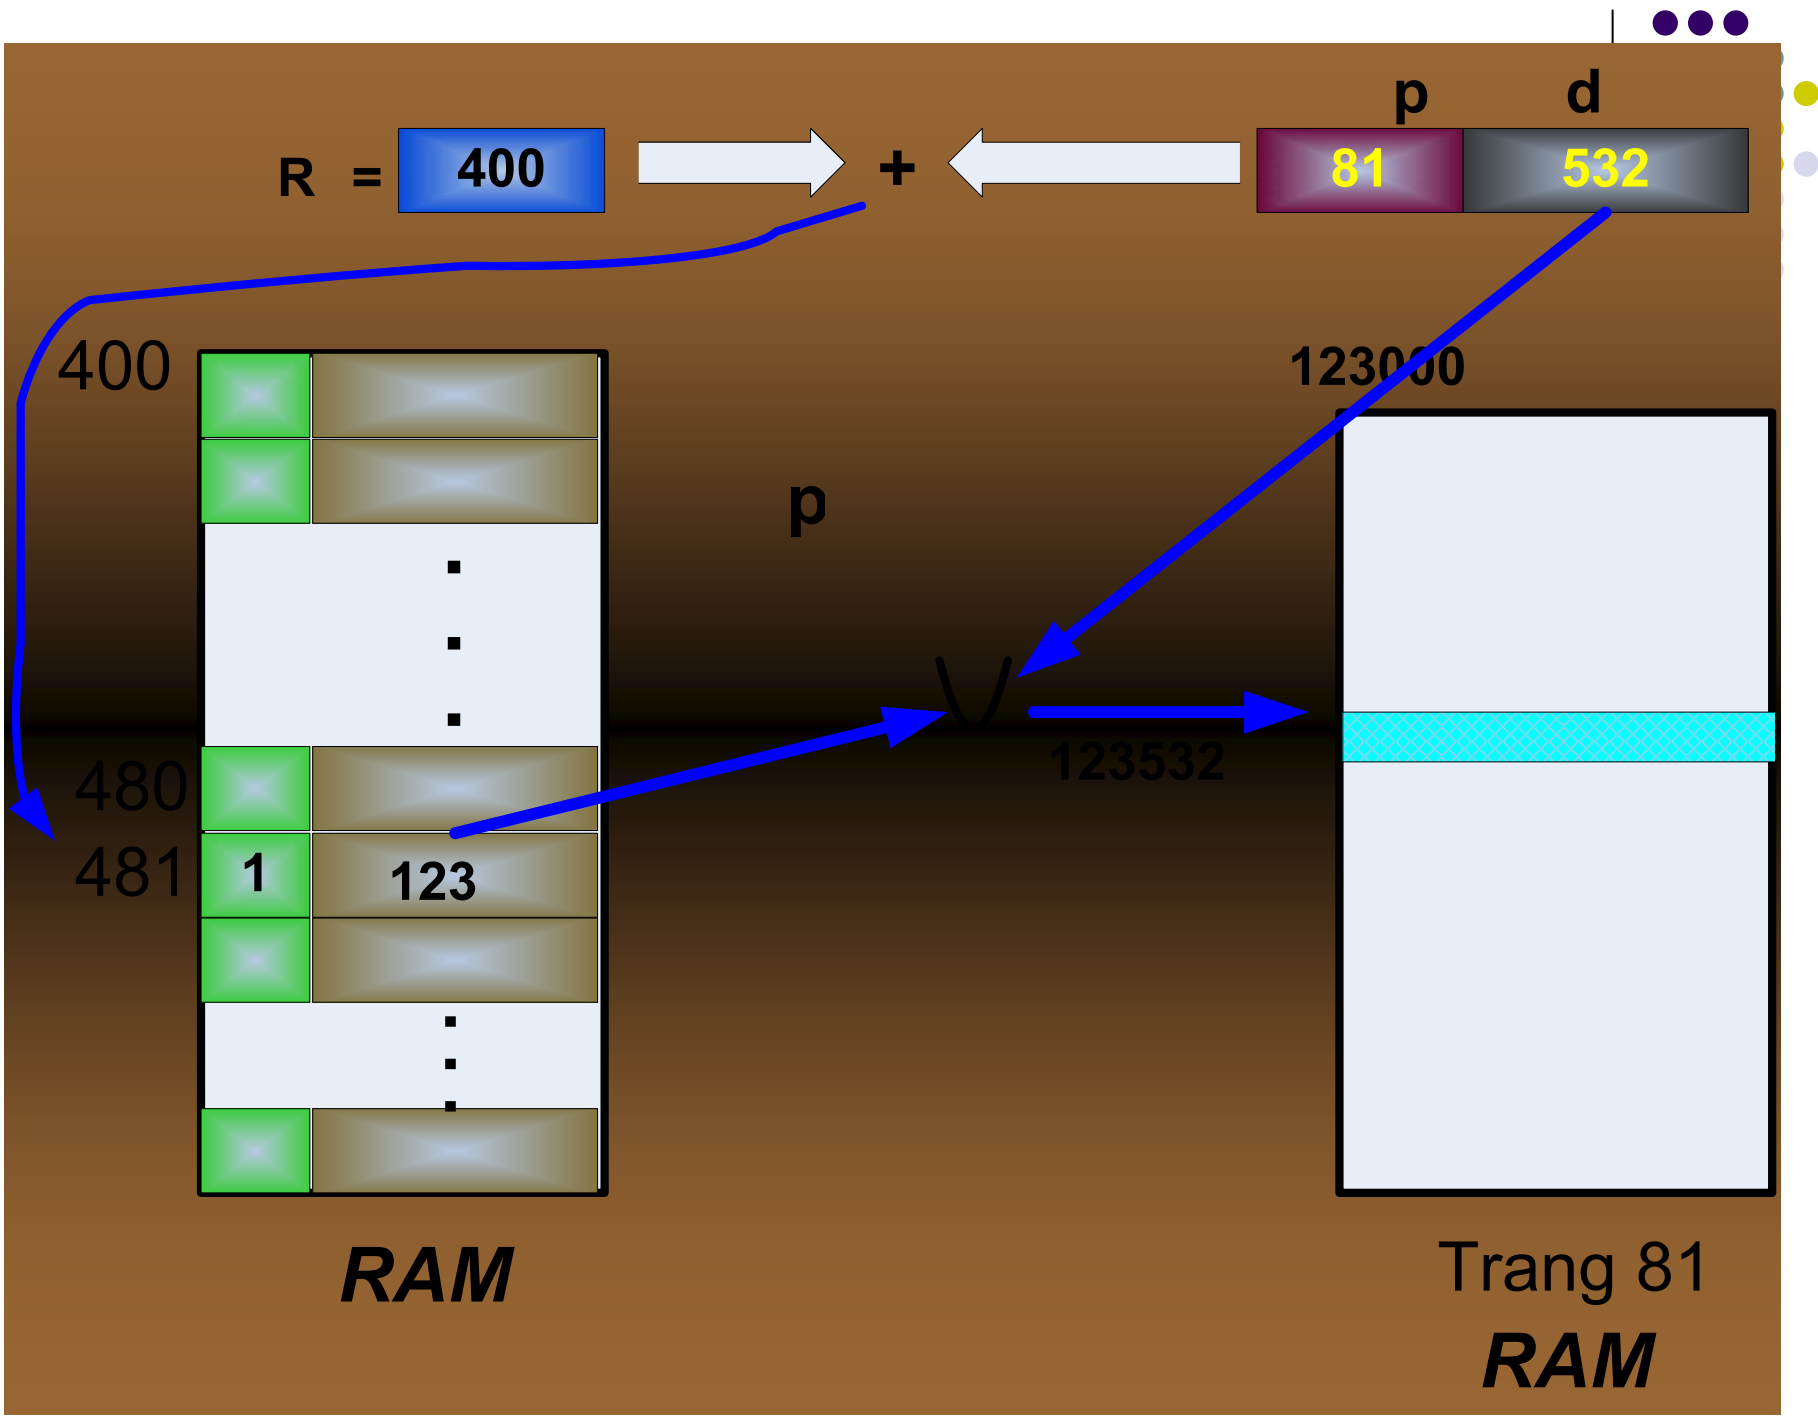 p d
R = 400 + 81 532
400
123000
p
480
123532
481 1 123
RAM
Trang 81
RAM